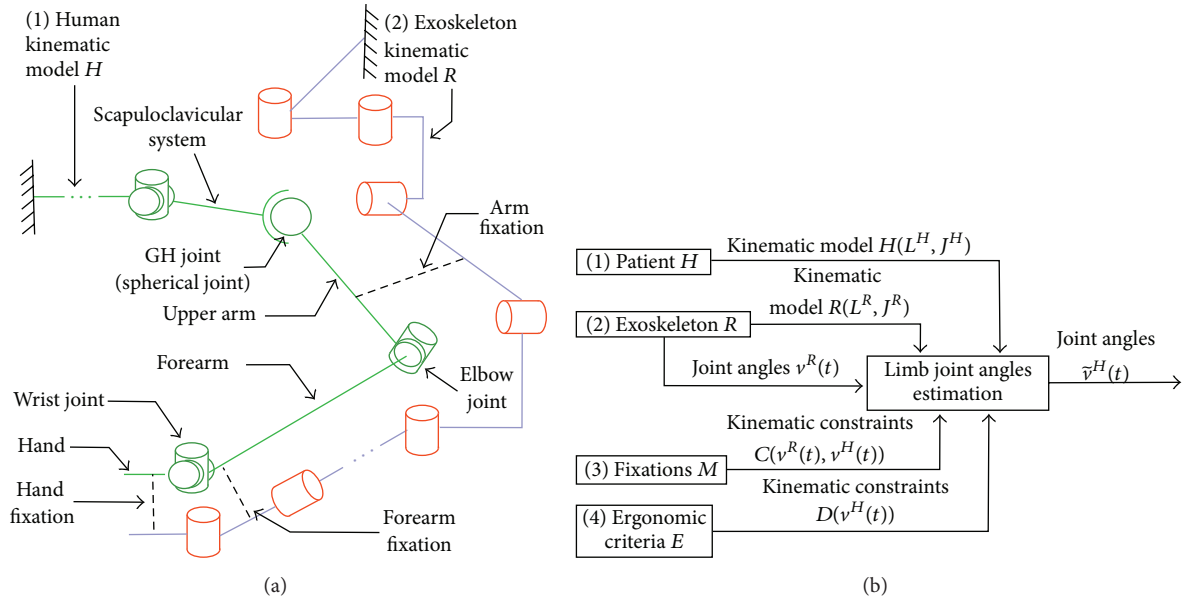 (1) Human
kinematic
model H
(2) Exoskeleton
kinematic
model R
Scapuloclavicular
system
Arm
fixation
GH joint
(spherical joint)
Upper arm
Forearm
Elbow
joint
Wrist joint
Hand
Hand
fixation
Forearm
fixation
(a)
Kinematic model H(L^H, J^H)
(1) Patient H
Kinematic
model R(L^R, J^R)
(2) Exoskeleton R
Joint angles ν^R(t)
Limb joint angles
estimation
Joint angles
ν̃^H(t)
Kinematic constraints
C(ν^R(t), ν^H(t))
(3) Fixations M
Kinematic constraints
D(ν^H(t))
(4) Ergonomic
criteria E
(b)